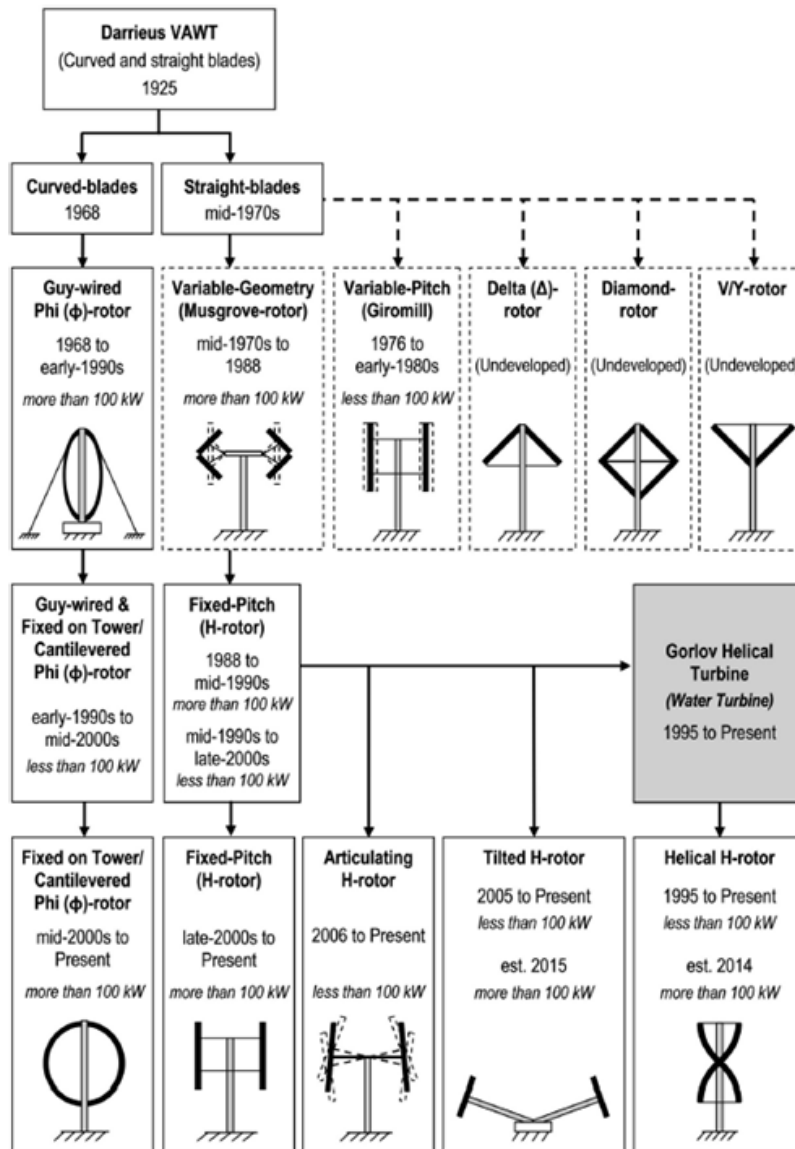 Darrieus VAWT
(Curved and straight blades)
1925
Curved-blades
1968
Straight-blades
mid-1970s
Guy-wired
Phi (ϕ)-rotor
1968 to
early-1990s
more than 100 kW
Variable-Geometry
(Musgrove-rotor)
mid-1970s to
1988
more than 100 kW
Variable-Pitch
(Giromill)
1976 to
early-1980s
less than 100 kW
Delta (Δ)-
rotor
(Undeveloped)
Diamond-
rotor
(Undeveloped)
V/Y-rotor
(Undeveloped)
Guy-wired &
Fixed on Tower/
Cantilevered
Phi (ϕ)-rotor
early-1990s to
mid-2000s
less than 100 kW
Fixed-Pitch
(H-rotor)
1988 to
mid-1990s
more than 100 kW
mid-1990s to
late-2000s
less than 100 kW
Gorlov Helical
Turbine
(Water Turbine)
1995 to Present
Fixed on Tower/
Cantilevered
Phi (ϕ)-rotor
mid-2000s to
Present
more than 100 kW
Fixed-Pitch
(H-rotor)
late-2000s to
Present
more than 100 kW
Articulating
H-rotor
2006 to Present
less than 100 kW
Tilted H-rotor
2005 to Present
less than 100 kW
est. 2015
more than 100 kW
Helical H-rotor
1995 to Present
less than 100 kW
est. 2014
more than 100 kW